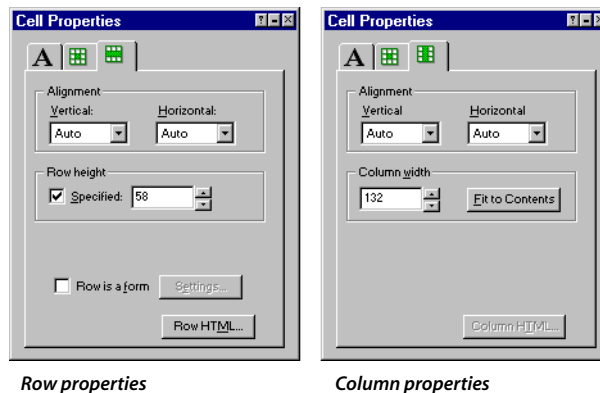 Cell Properties
A
Alignment
Vertical: Horizontal:
Auto Auto
Row height
Specified: 58
Row is a form Settings...
Row HTML...
Row properties
Cell Properties
A
Alignment
Vertical Horizontal
Auto Auto
Column width
132 Fit to Contents
Column HTML...
Column properties